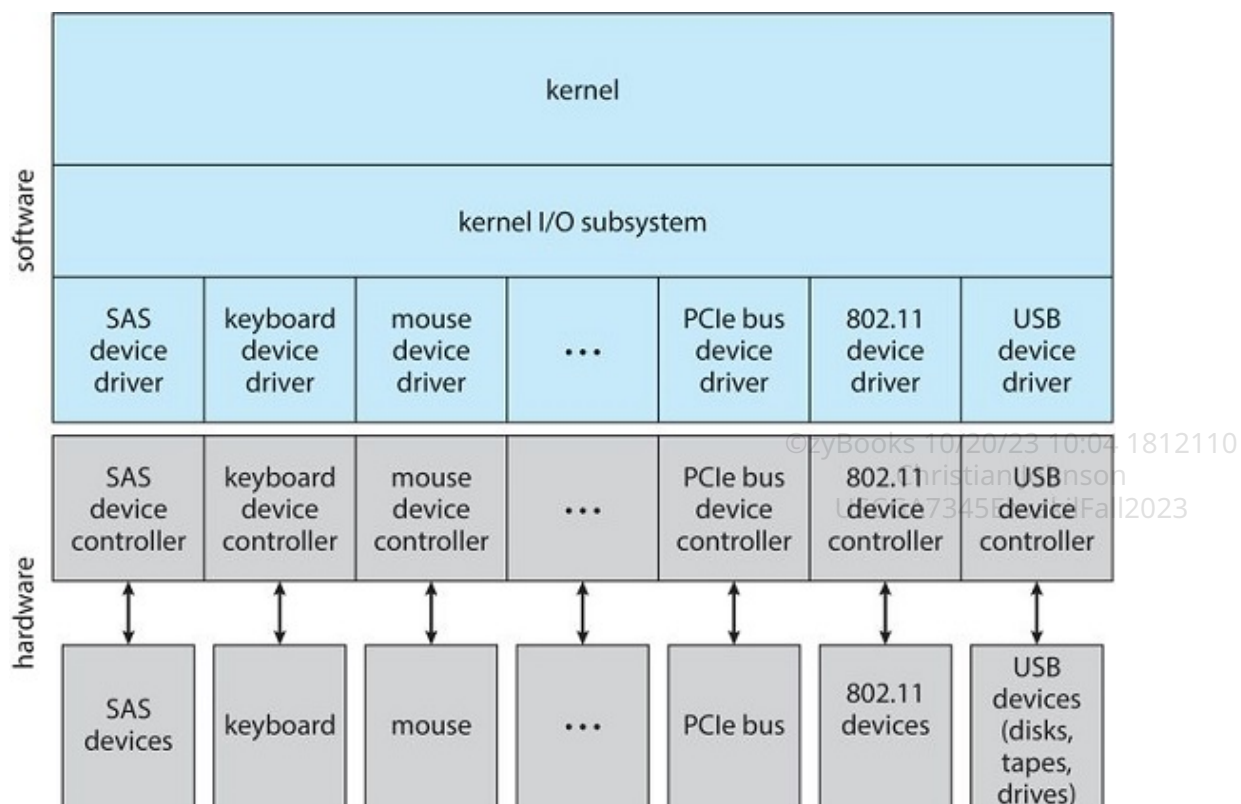 software
kernel
kernel I/O subsystem
SAS
device
driver
keyboard
device
driver
mouse
device
driver
...
PCIe bus
device
driver
802.11
device
driver
USB
device
driver
©zyBooks 10/20/23 10:04 1812110
hardware
SAS
device
controller
keyboard
device
controller
mouse
device
controller
...
PCIe bus
device
controller
802.11
device
controller
USB
device
controller
SAS
devices
keyboard
mouse
...
PCIe bus
802.11
devices
USB
devices
(disks,
tapes,
drives)